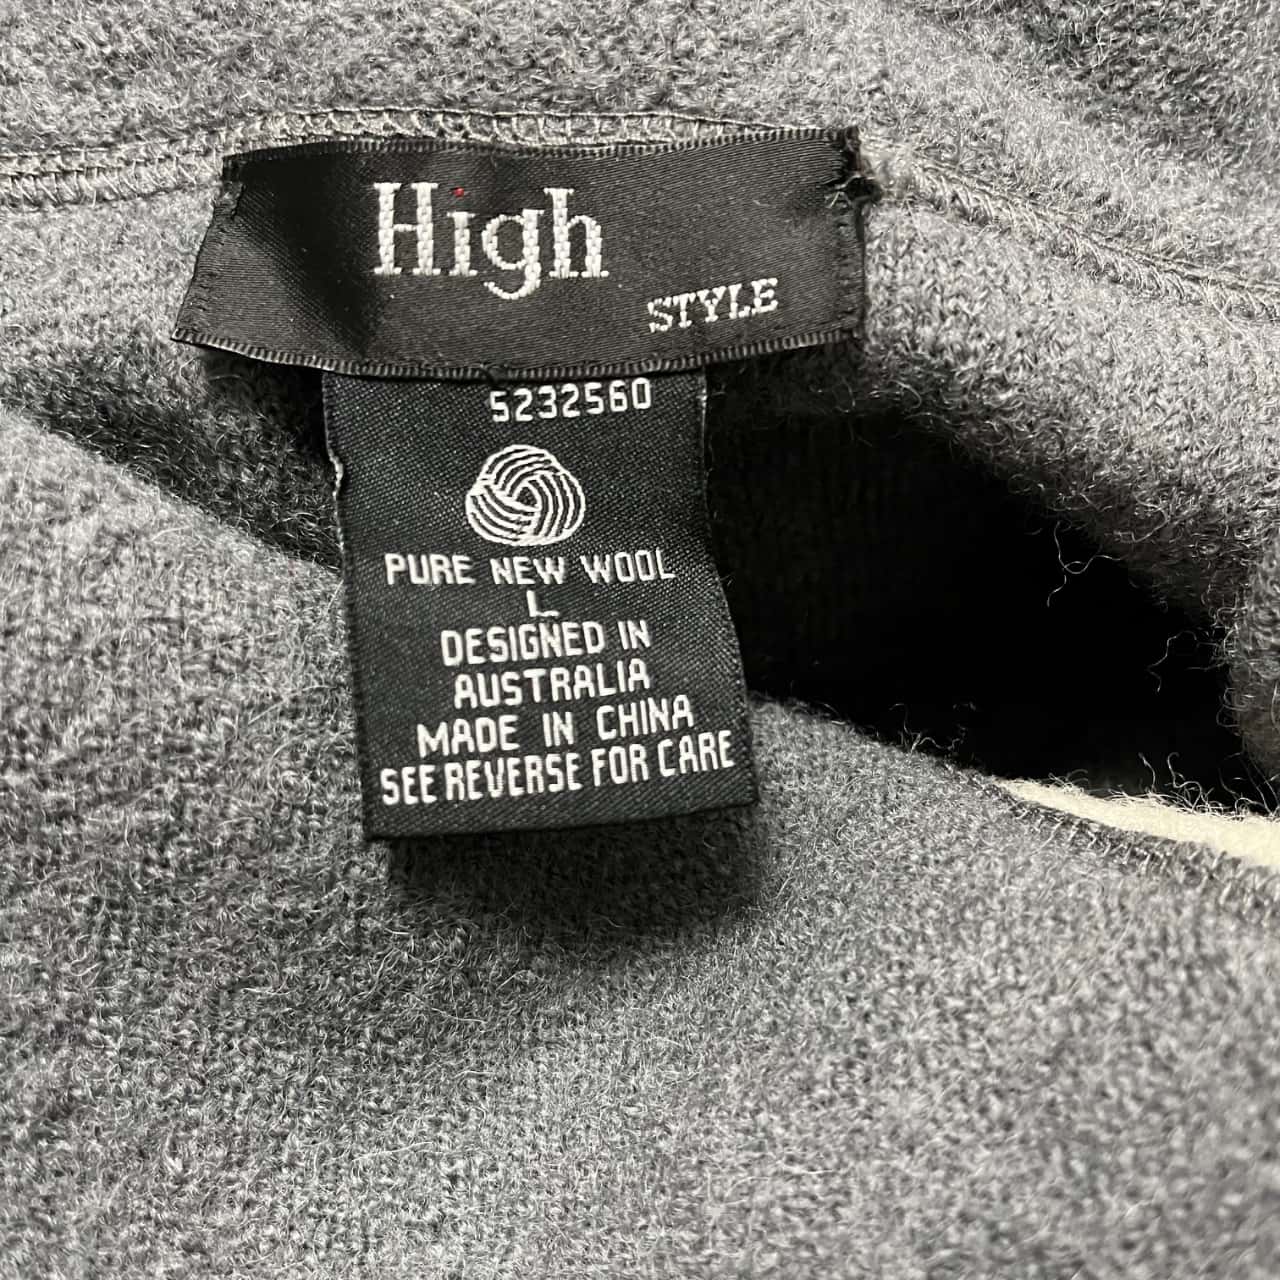 High
STYLE
5232560
PURE NEW WOOL
L
DESIGNED IN
AUSTRALIA
MADE IN CHINA
SEE REVERSE FOR CARE